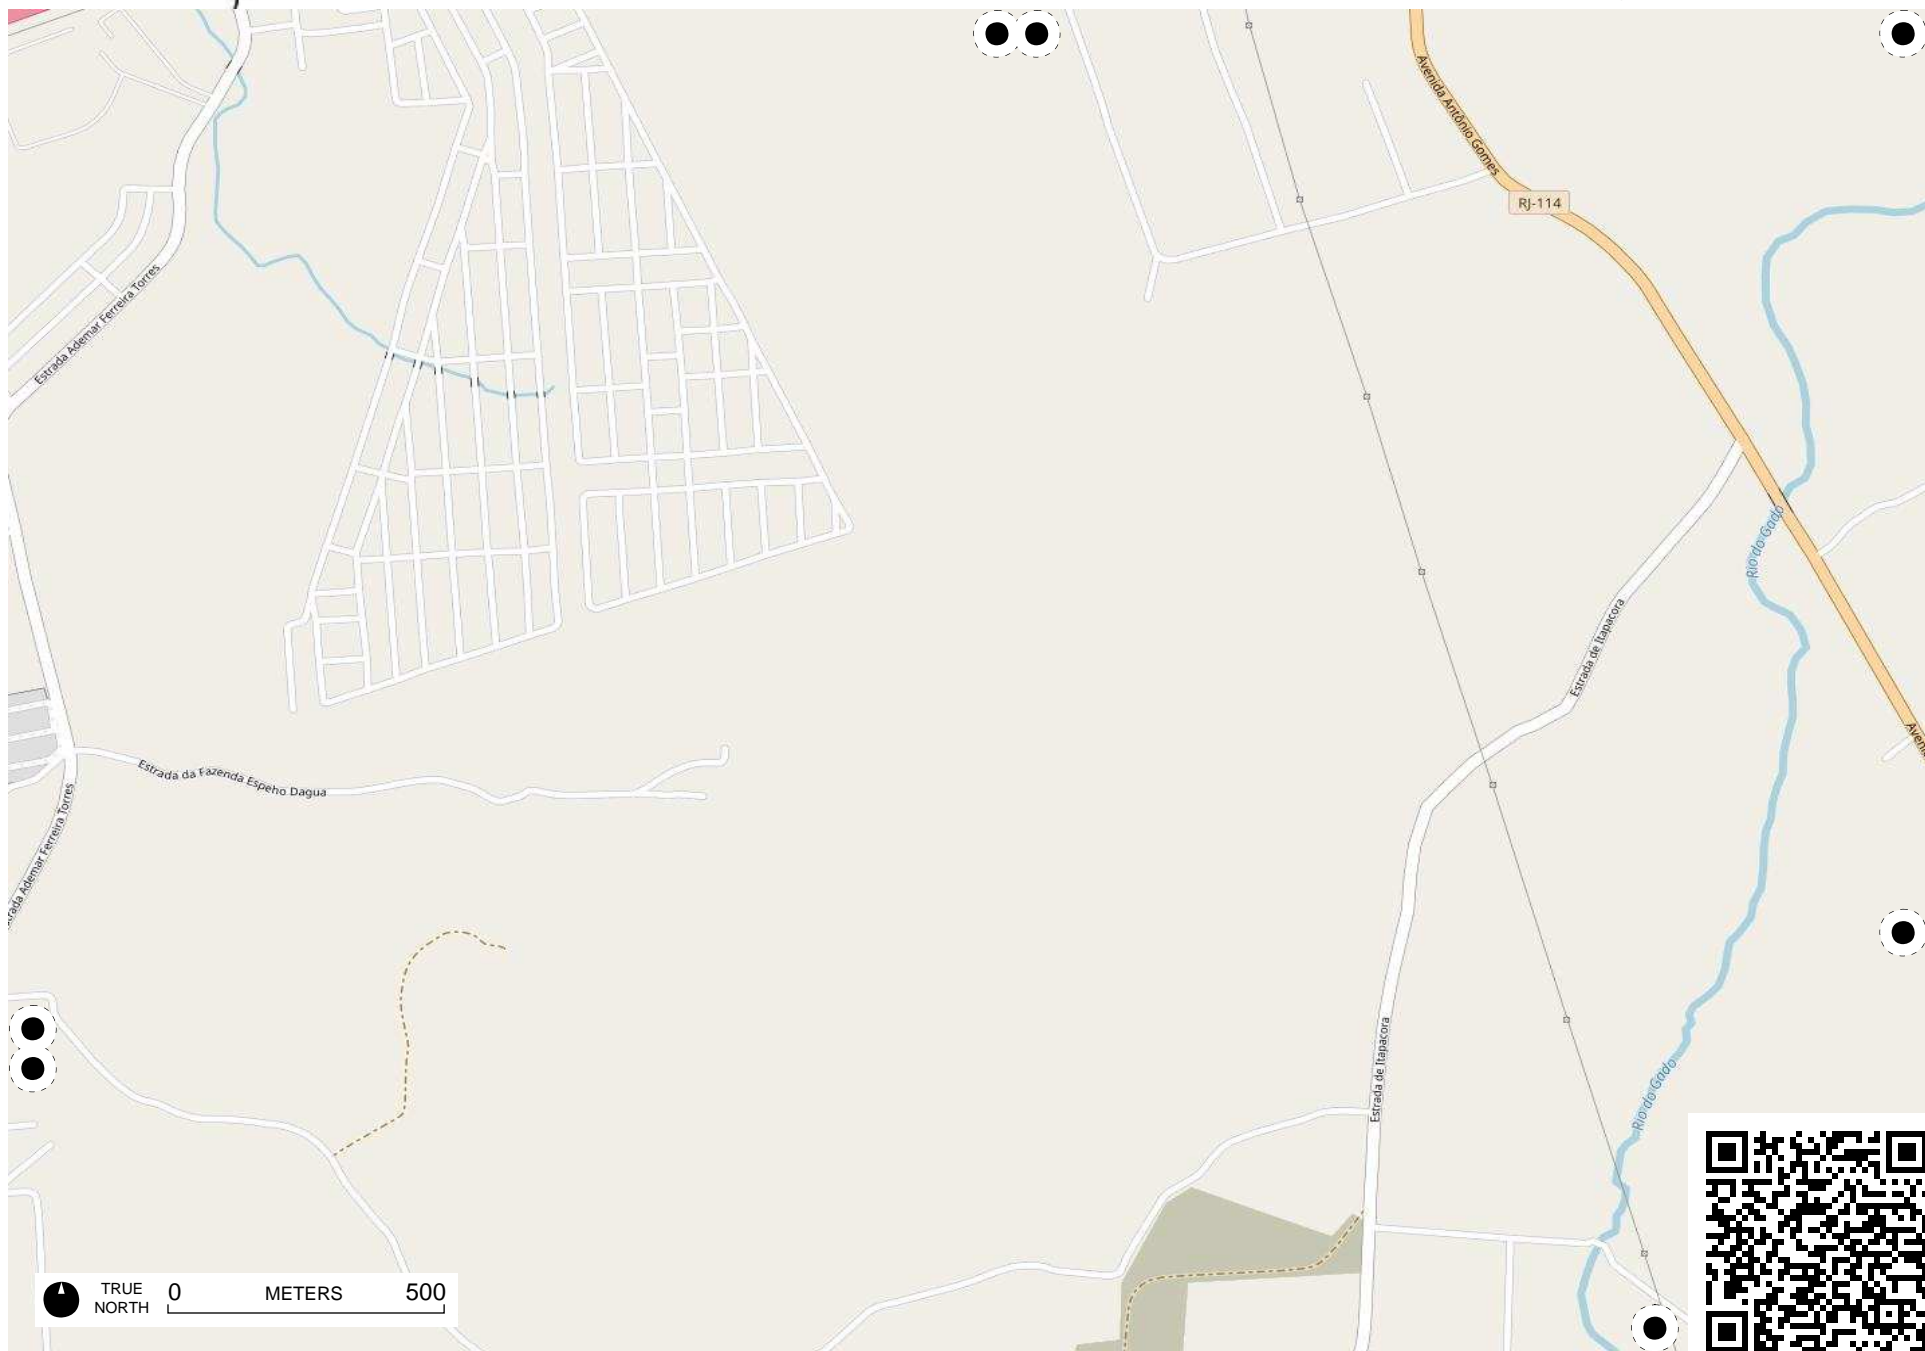 Avenida Antônio Gomes
RJ-114
Estrada Ademar Ferreira Torres
Rio do Gado
Estrada de Itapacora
Estrada da Fazenda Espeho Dagua
Ademar Ferreira Torres
Estrada de Itapacora
Rio do Gado
TRUE
NORTH
0 METERS 500